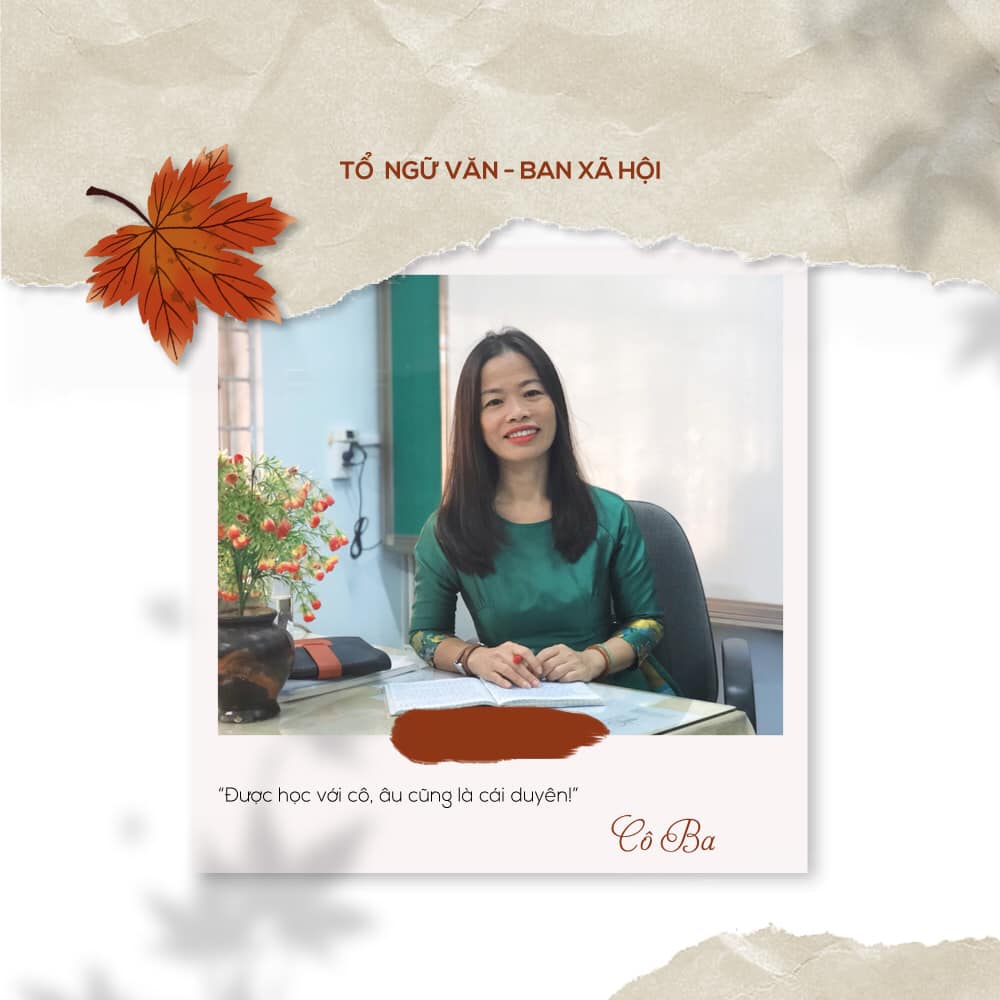 TỔ NGỮ VĂN - BAN XÃ HỘI
“Được học với cô, âu cũng là cái duyên!”
Cô Ba